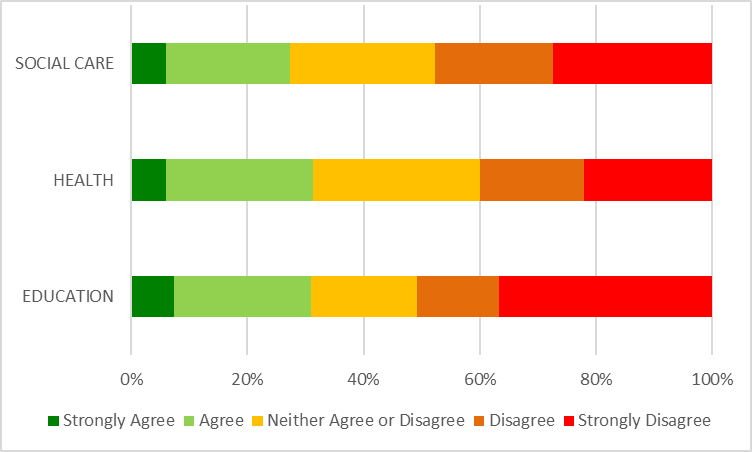 SOCIAL CARE
HEALTH
EDUCATION
0% 20% 40% 60% 80% 100%
Strongly Agree Agree Neither Agree or Disagree Disagree Strongly Disagree